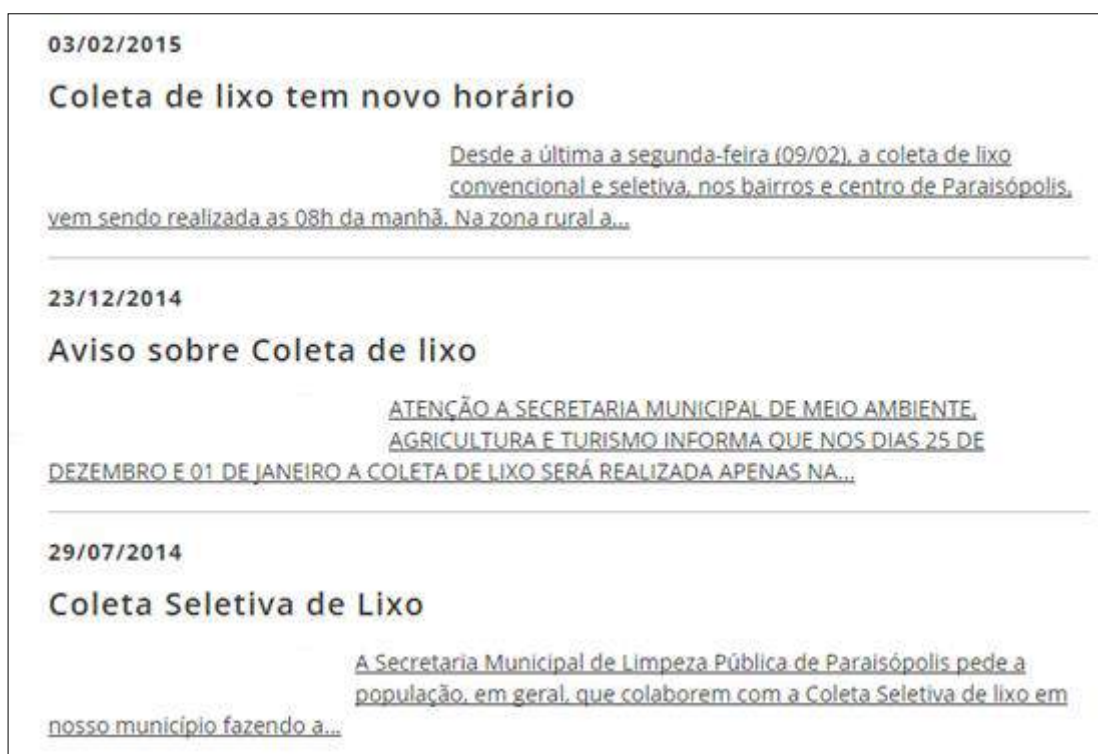 03/02/2015
Coleta de lixo tem novo horário
Desde a última a segunda-feira (09/02), a coleta de lixo
convencional e seletiva, nos bairros e centro de Paraisópolis,
vem sendo realizada as 08h da manhã. Na zona rural a...
23/12/2014
Aviso sobre Coleta de lixo
ATENÇÃO A SECRETARIA MUNICIPAL DE MEIO AMBIENTE,
AGRICULTURA E TURISMO INFORMA QUE NOS DIAS 25 DE
DEZEMBRO E 01 DE JANEIRO A COLETA DE LIXO SERÁ REALIZADA APENAS NA...
29/07/2014
Coleta Seletiva de Lixo
A Secretaria Municipal de Limpeza Pública de Paraisópolis pede a
população, em geral, que colaborem com a Coleta Seletiva de lixo em
nosso município fazendo a...